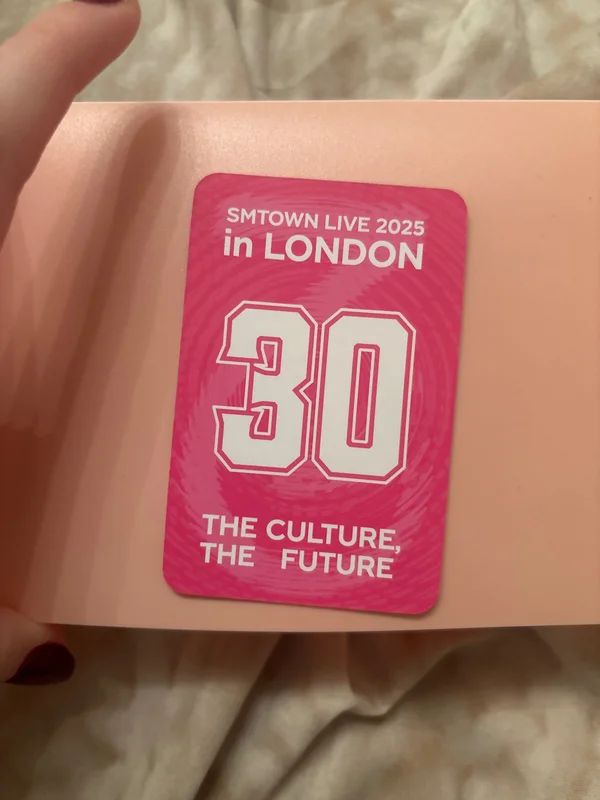 SMTOWN LIVE 2025
in LONDON
30
THE CULTURE,
THE FUTURE